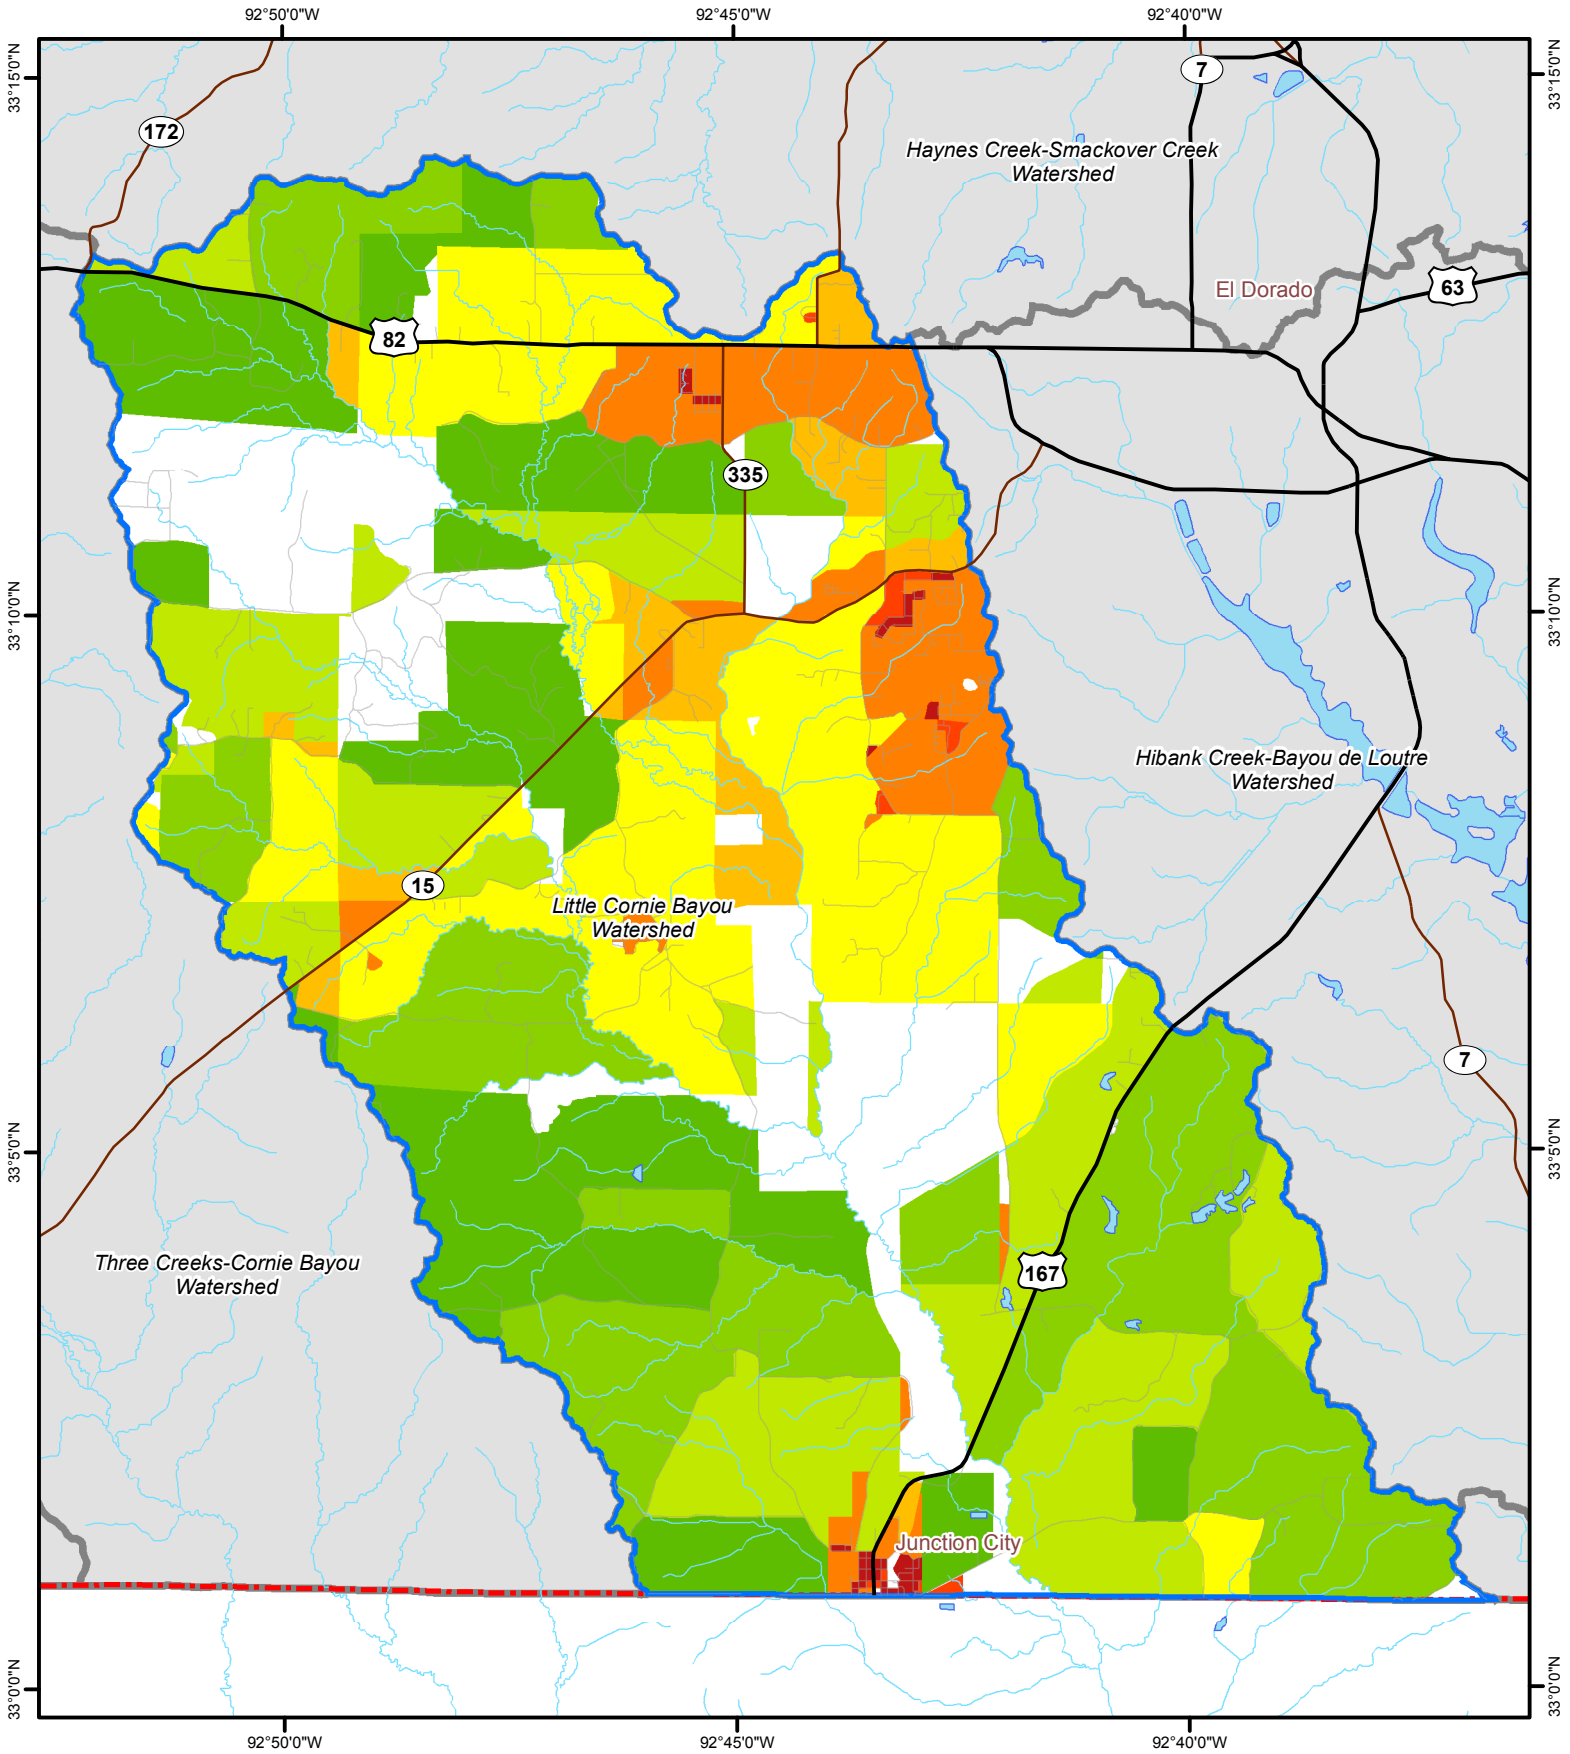 92°50'0"W
92°45'0"W
92°40'0"W
33°15'0"N
33°15'0"N
7
172
Haynes Creek-Smackover Creek
Watershed
El Dorado
63
82
335
33°10'0"N
33°10'0"N
Hibank Creek-Bayou de Loutre
Watershed
15
Little Cornie Bayou
Watershed
7
33°5'0"N
33°5'0"N
Three Creeks-Cornie Bayou
Watershed
167
Junction City
33°0'0"N
33°0'0"N
92°50'0"W
92°45'0"W
92°40'0"W